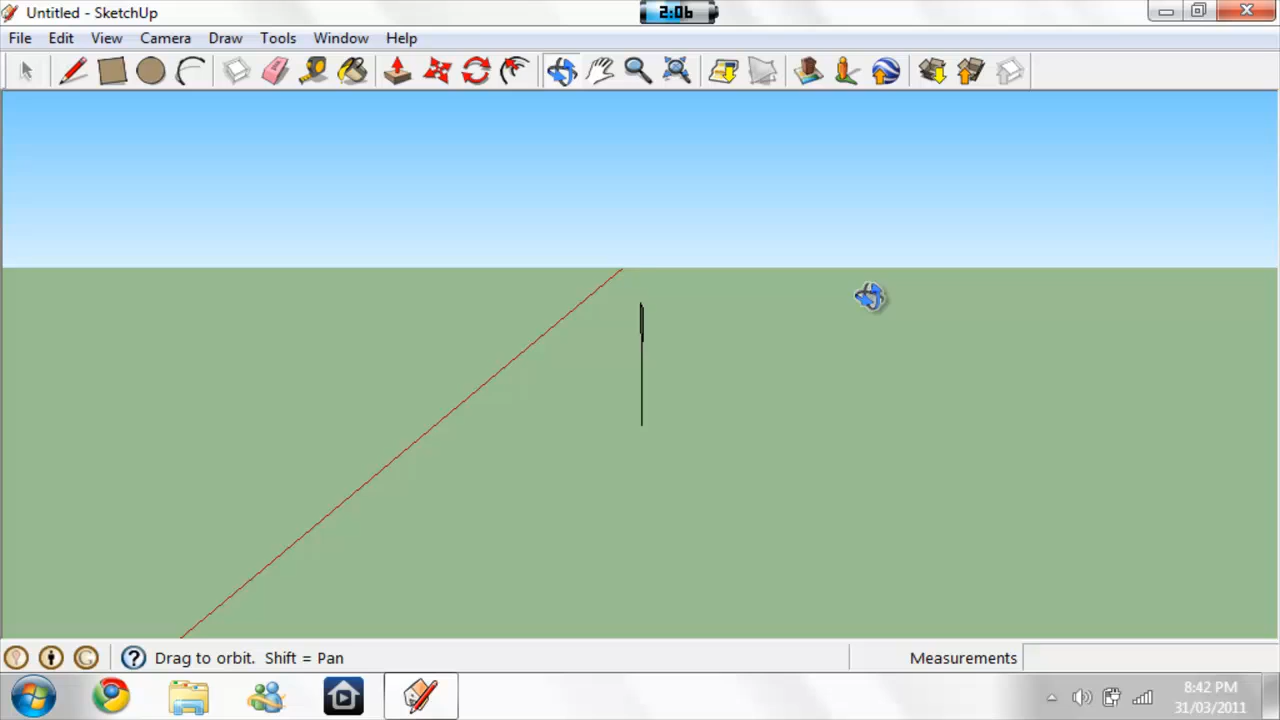 Untitled - SketchUp
2:06
File Edit View Camera Draw Tools Window Help
Drag to orbit. Shift = Pan
Measurements
8:42 PM
31/03/2011